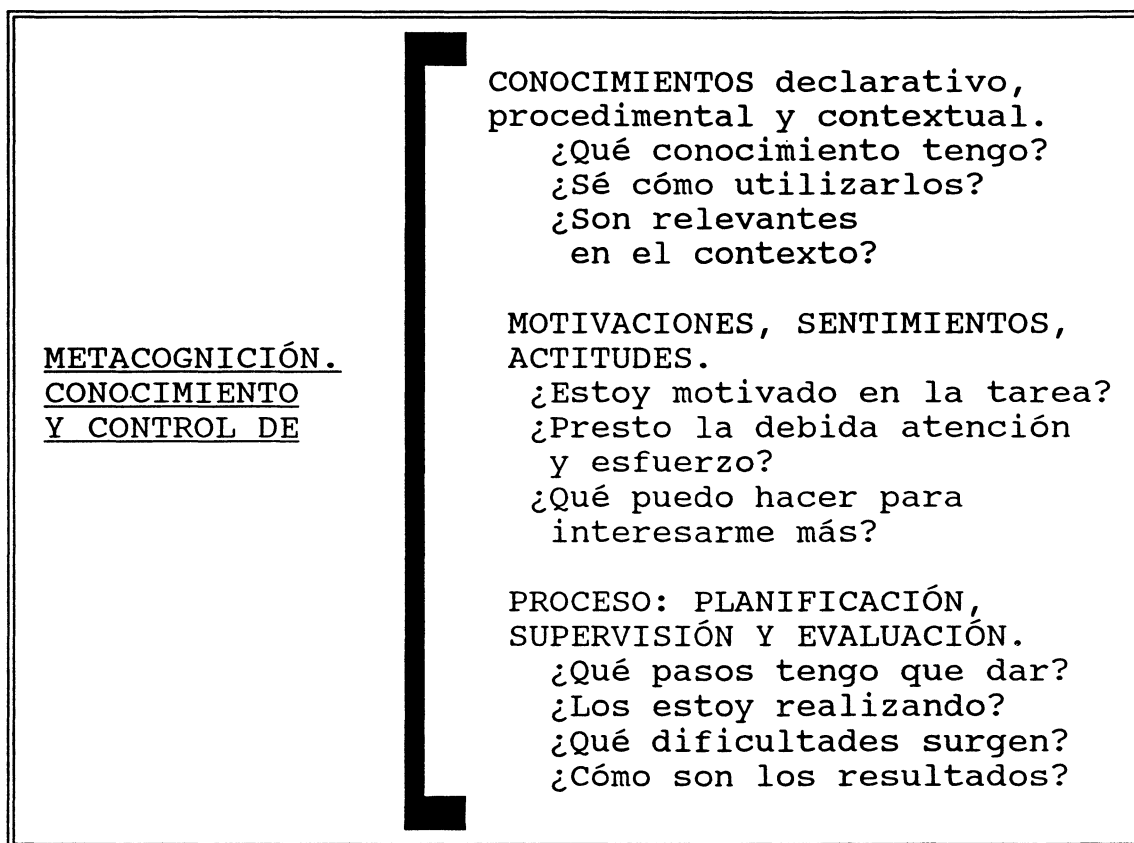 METACOGNICIÓN.
CONOCIMIENTO
Y CONTROL DE
CONOCIMIENTOS declarativo,
procedimental y contextual.
¿Qué conocimiento tengo?
¿Sé cómo utilizarlos?
¿Son relevantes
en el contexto?
MOTIVACIONES, SENTIMIENTOS,
ACTITUDES.
¿Estoy motivado en la tarea?
¿Presto la debida atención
y esfuerzo?
¿Qué puedo hacer para
interesarme más?
PROCESO: PLANIFICACIÓN,
SUPERVISIÓN Y EVALUACIÓN.
¿Qué pasos tengo que dar?
¿Los estoy realizando?
¿Qué dificultades surgen?
¿Cómo son los resultados?